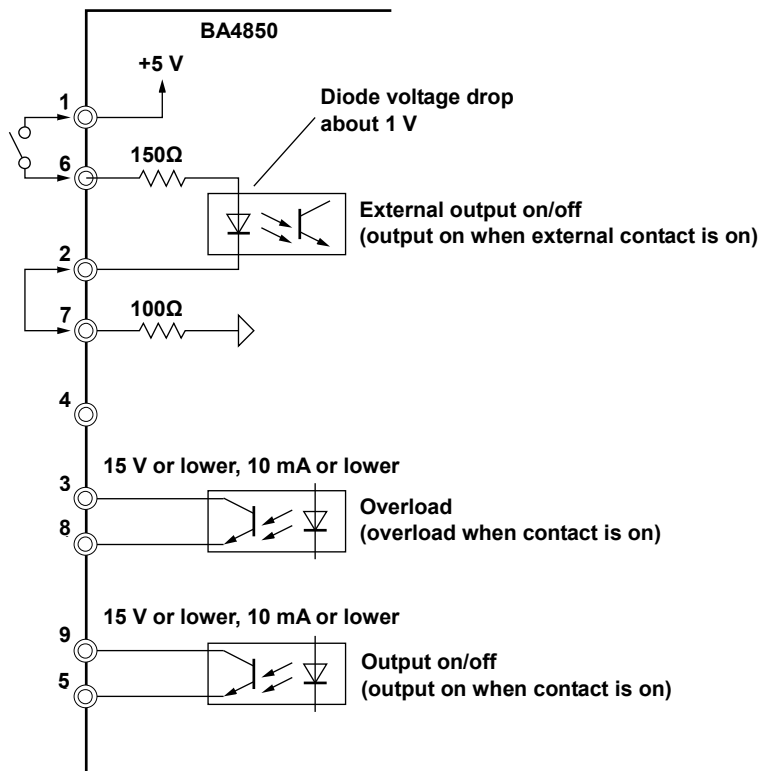 BA4850
+5 V
1
Diode voltage drop
about 1 V
6
150Ω
External output on/off
(output on when external contact is on)
2
7
100Ω
4
15 V or lower, 10 mA or lower
3
Overload
(overload when contact is on)
8
15 V or lower, 10 mA or lower
9
Output on/off
(output on when contact is on)
5